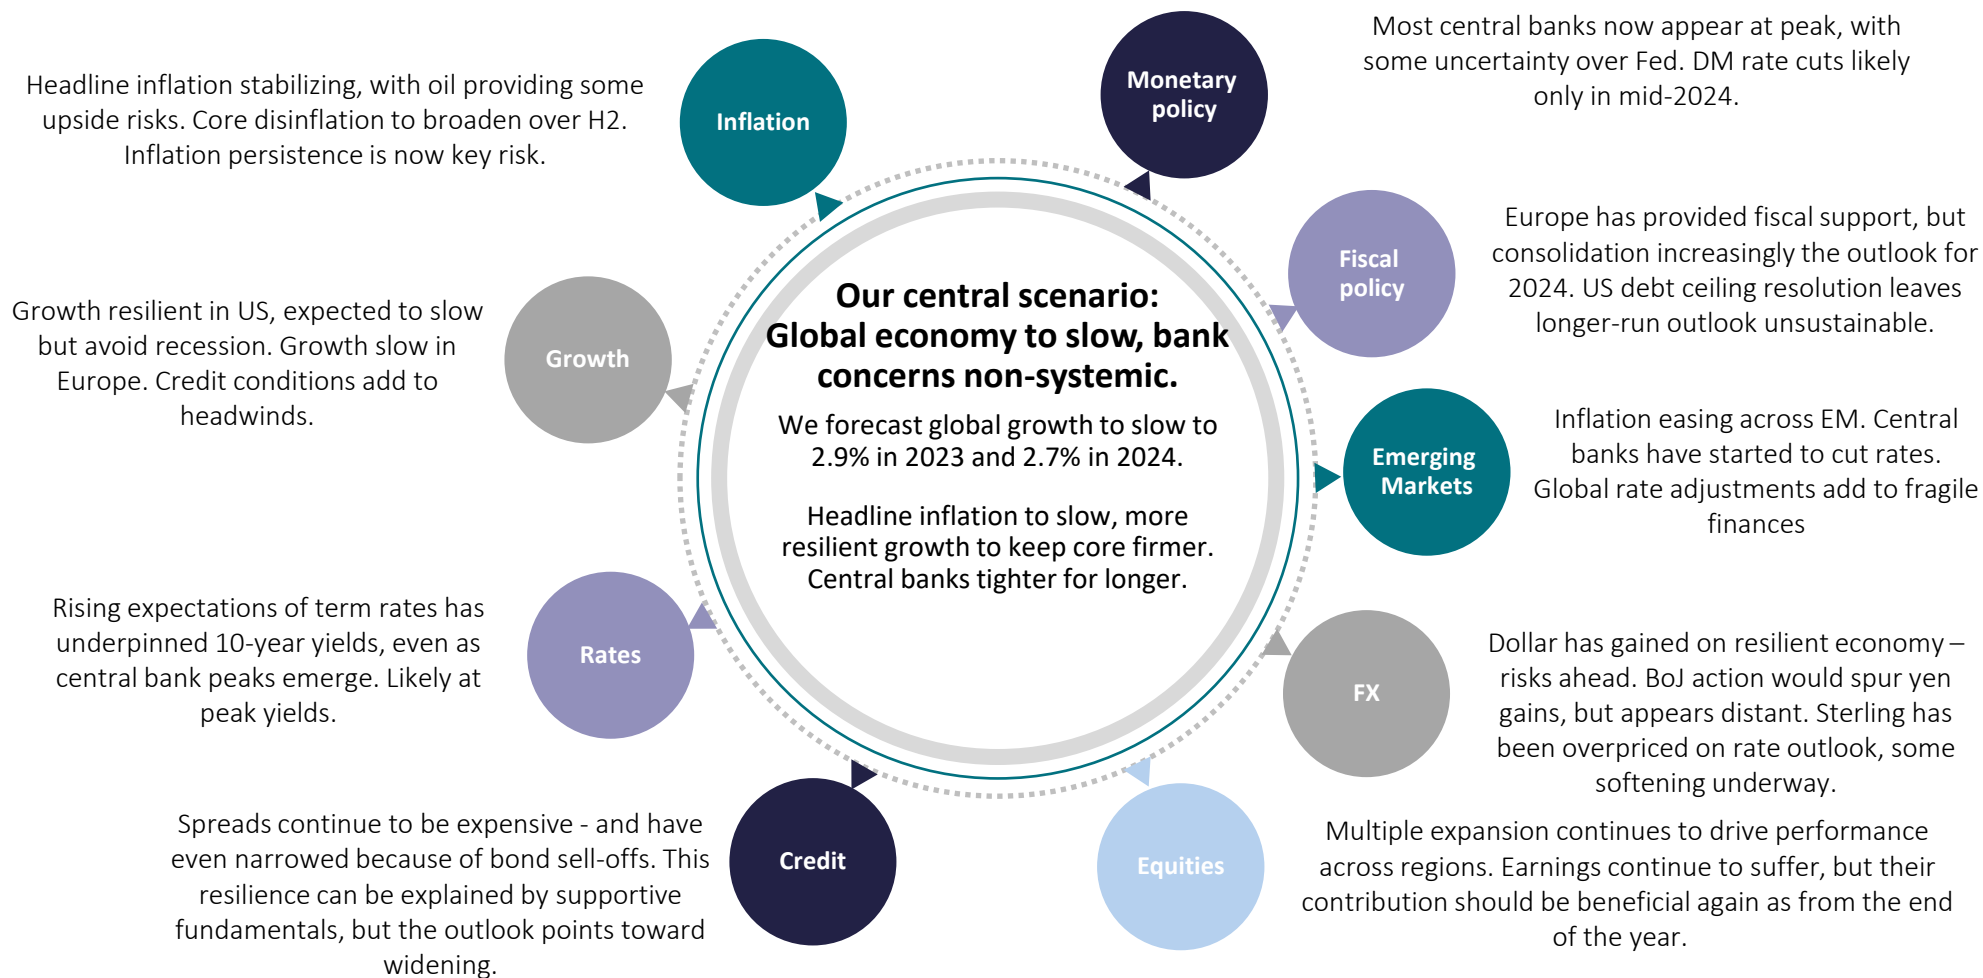 Most central banks now appear at peak, with
some uncertainty over Fed. DM rate cuts likely
only in mid-2024.
Monetary
policy
Headline inflation stabilizing, with oil providing some
upside risks. Core disinflation to broaden over H2.
Inflation persistence is now key risk.
Inflation
Europe has provided fiscal support, but
consolidation increasingly the outlook for
2024. US debt ceiling resolution leaves
longer-run outlook unsustainable.
Fiscal
policy
Growth resilient in US, expected to slow
but avoid recession. Growth slow in
Europe. Credit conditions add to
headwinds.
Growth
Our central scenario:
Global economy to slow, bank
concerns non-systemic.
We forecast global growth to slow to
2.9% in 2023 and 2.7% in 2024.
Headline inflation to slow, more
resilient growth to keep core firmer.
Central banks tighter for longer.
Emerging
Markets
Inflation easing across EM. Central
banks have started to cut rates.
Global rate adjustments add to fragile
finances
Rising expectations of term rates has
underpinned 10-year yields, even as
central bank peaks emerge. Likely at
peak yields.
Rates
FX
Dollar has gained on resilient economy –
risks ahead. BoJ action would spur yen
gains, but appears distant. Sterling has
been overpriced on rate outlook, some
softening underway.
Spreads continue to be expensive - and have
even narrowed because of bond sell-offs. This
resilience can be explained by supportive
fundamentals, but the outlook points toward
widening.
Credit
Equities
Multiple expansion continues to drive performance
across regions. Earnings continue to suffer, but their
contribution should be beneficial again as from the end
of the year.